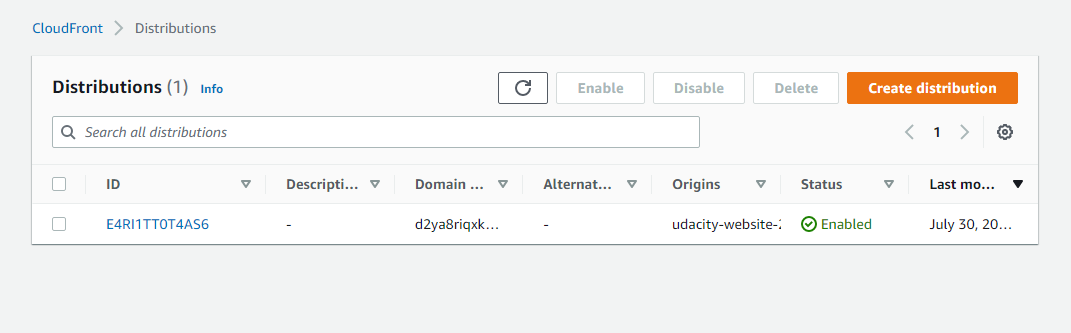 CloudFront Distributions
Distributions (1) Info Enable Disable Delete Create distribution
Search all distributions 1
ID Descripti... Domain ... Alternat... Origins Status Last mo...
E4RI1TT0T4AS6 - d2ya8riqxk... - udacity-website- Enabled July 30, 20...